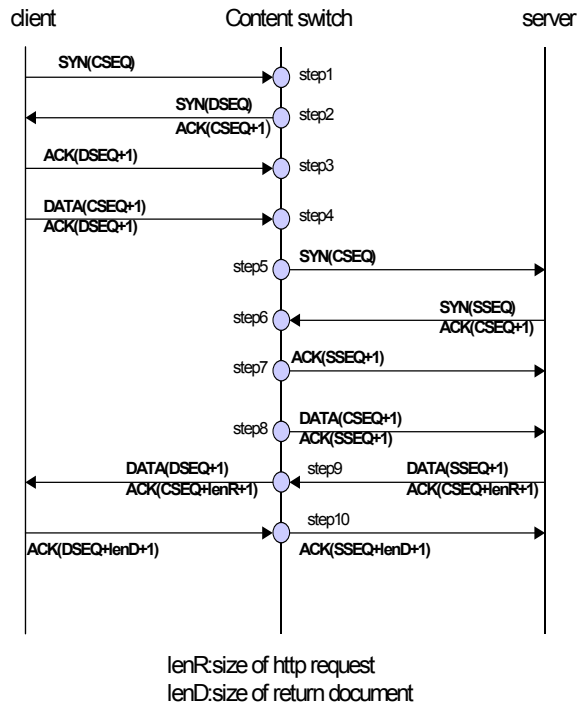 client Content switch server
SYN(CSEQ)
step1
SYN(DSEQ)
step2
ACK(CSEQ+1)
ACK(DSEQ+1)
step3
DATA(CSEQ+1)
step4
ACK(DSEQ+1)
step5 SYN(CSEQ)
SYN(SSEQ)
step6
ACK(CSEQ+1)
ACK(SSEQ+1)
step7
DATA(CSEQ+1)
step8
ACK(SSEQ+1)
DATA(DSEQ+1) step9 DATA(SSEQ+1)
ACK(CSEQ+lenR+1) ACK(CSEQ+lenR+1)
step10
ACK(DSEQ+lenD+1) ACK(SSEQ+lenD+1)
lenR:size of http request
lenD:size of return document